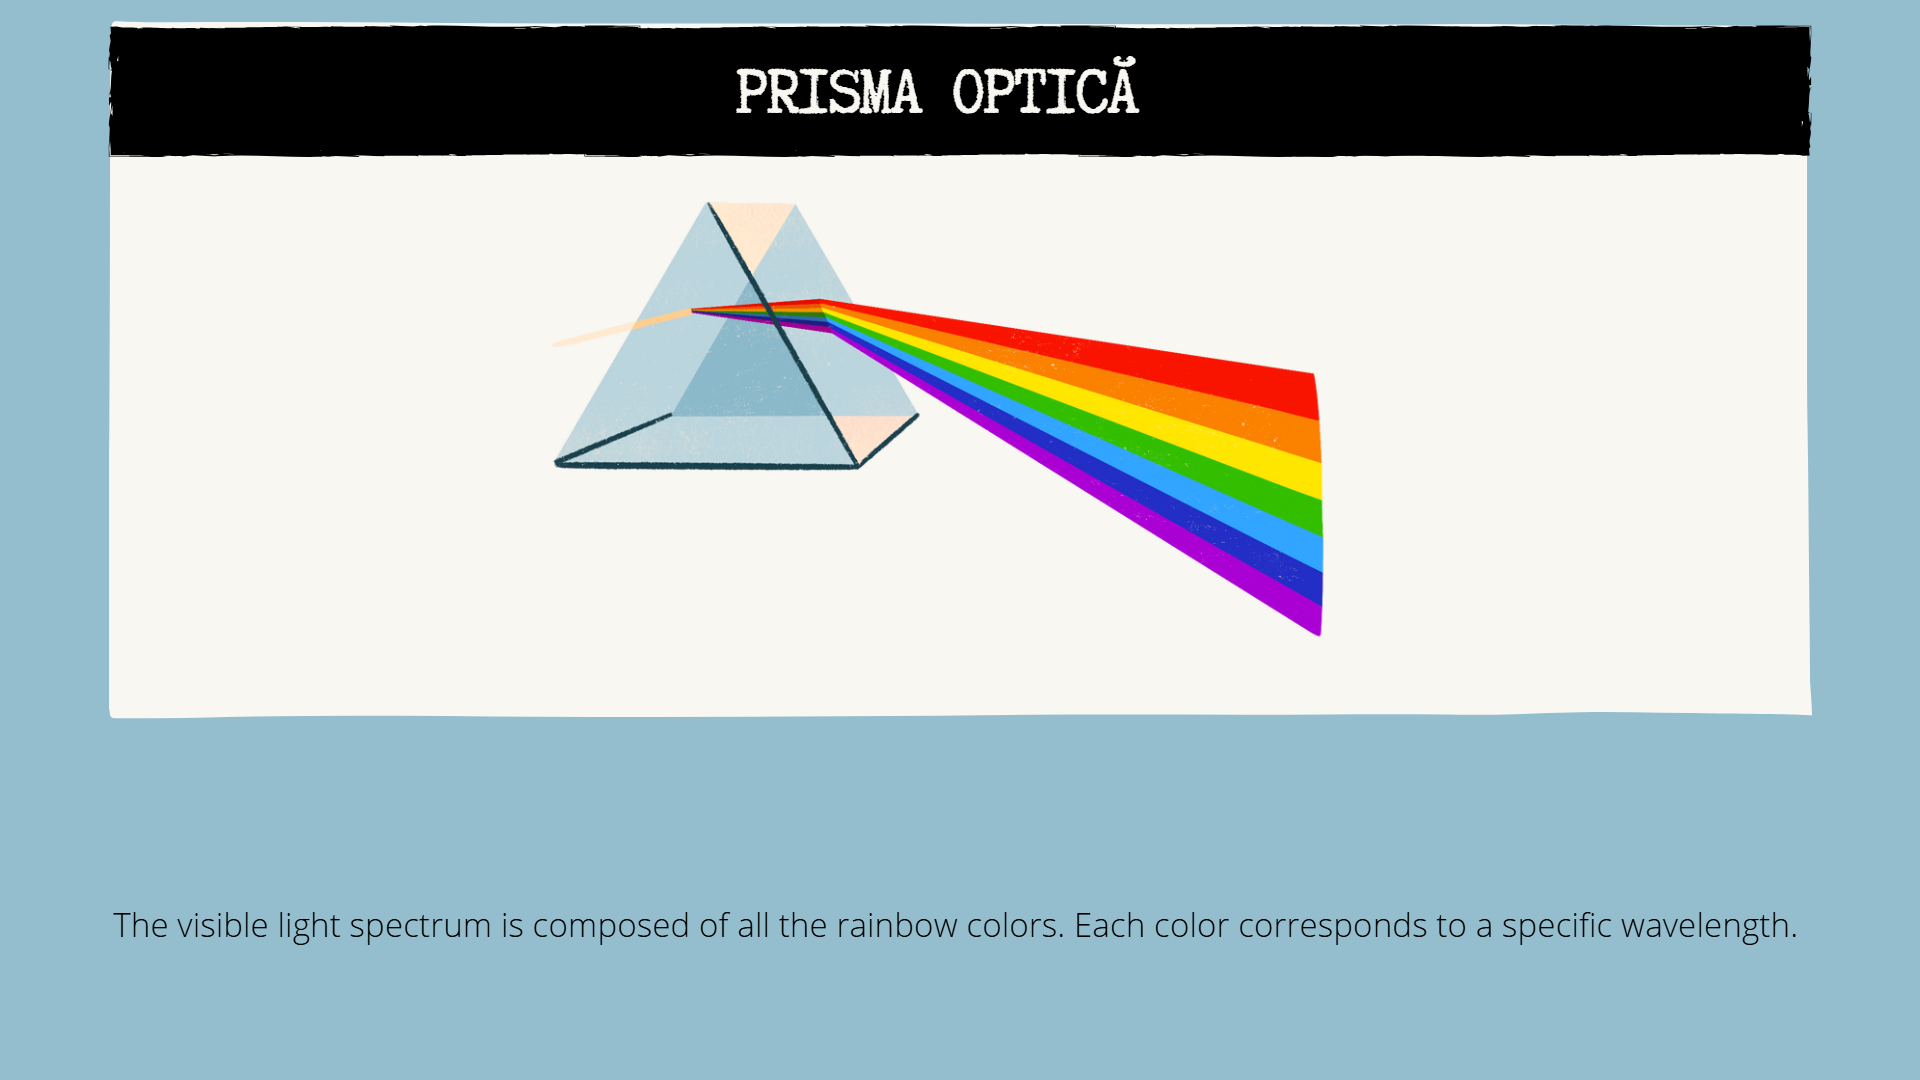 PRISMA OPTICĂ
The visible light spectrum is composed of all the rainbow colors. Each color corresponds to a specific wavelength.